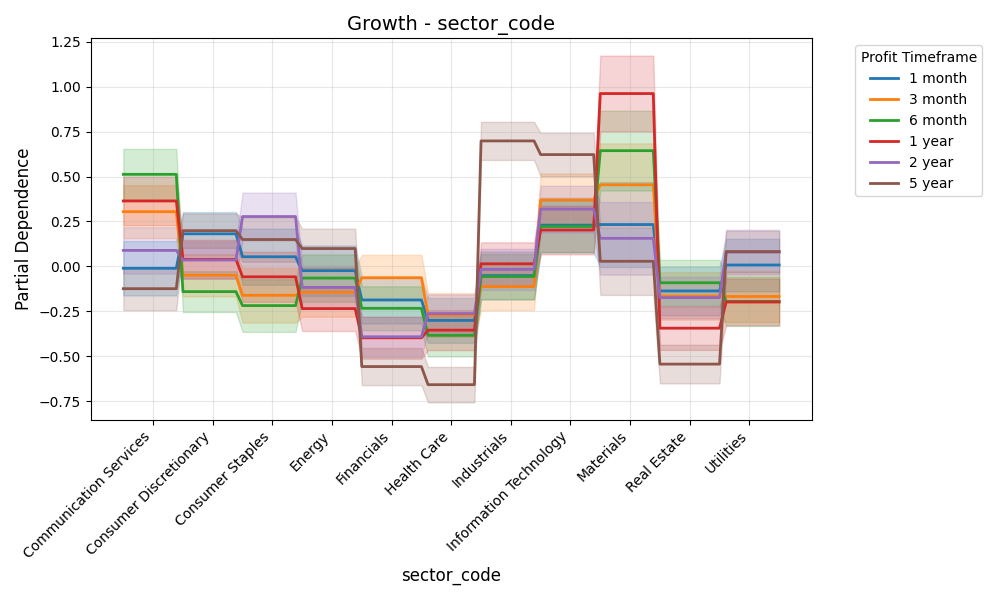 Growth - sector_code
Partial Dependence
1.25
1.00
0.75
0.50
0.25
0.00
−0.25
−0.50
−0.75
Communication Services
Consumer Discretionary
Consumer Staples
Energy
Financials
Health Care
Industrials
Information Technology
Materials
Real Estate
Utilities
sector_code
Profit Timeframe
1 month
3 month
6 month
1 year
2 year
5 year